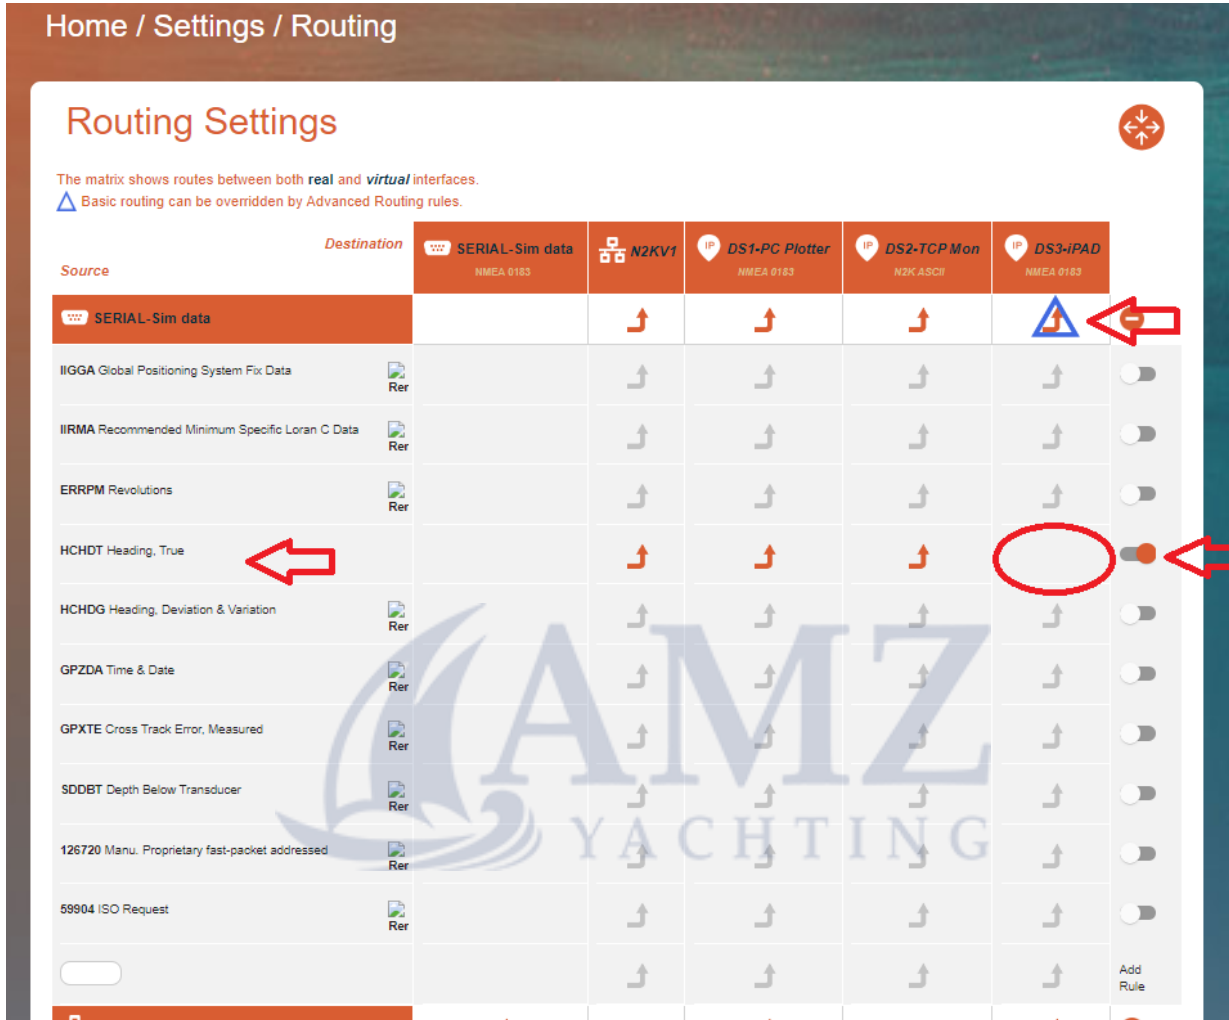 Home / Settings / Routing
Routing Settings
The matrix shows routes between both real and virtual interfaces.
Basic routing can be overridden by Advanced Routing rules.
Destination
Source
SERIAL-Sim data
NMEA 0183
N2KV1
IP DS1-PC Plotter
NMEA 0183
IP DS2-TCP Mon
N2K ASCII
IP DS3-iPAD
NMEA 0183
SERIAL-Sim data
IIGGA Global Positioning System Fix Data
Rer
IIRMA Recommended Minimum Specific Loran C Data
Rer
ERRPM Revolutions
Rer
HCHDT Heading, True
HCHDG Heading, Deviation & Variation
Rer
GPZDA Time & Date
Rer
GPXTE Cross Track Error, Measured
Rer
SDDBT Depth Below Transducer
Rer
126720 Manu. Proprietary fast-packet addressed
Rer
59904 ISO Request
Rer
Add
Rule
AMZ
YACHTING